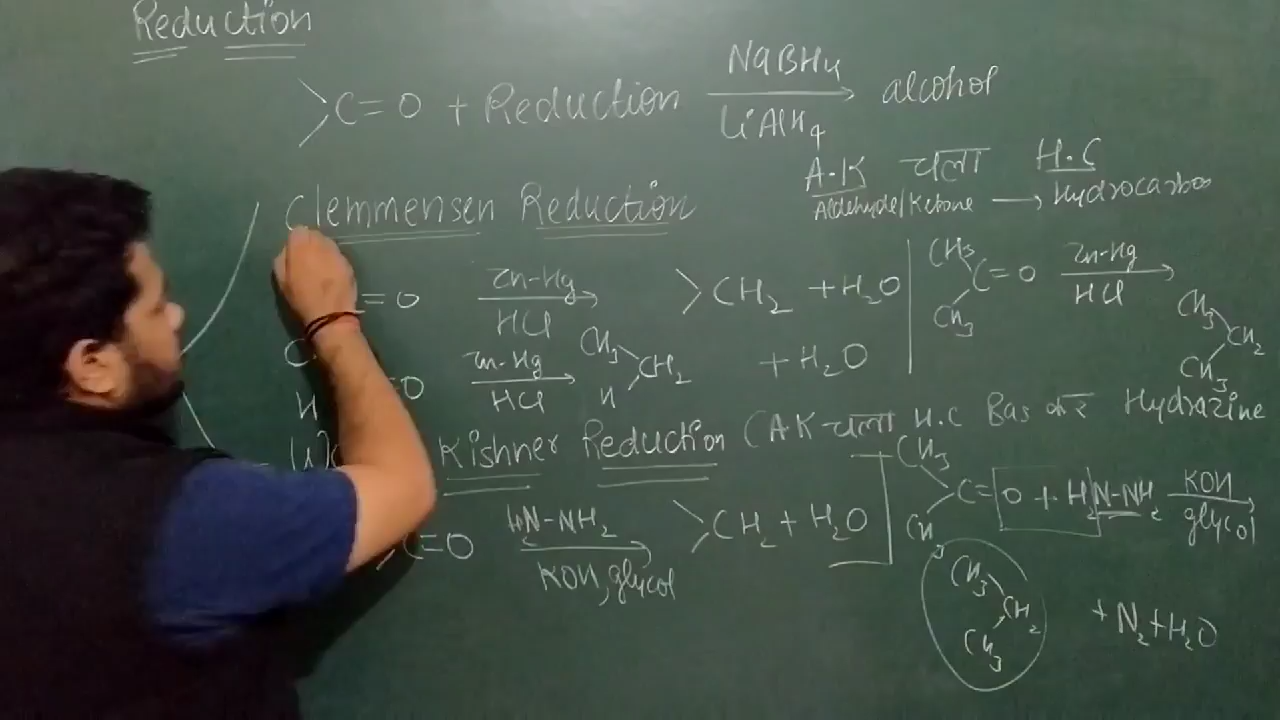 Reduction
NaBH4
C=O + Reduction → alcohol
LiAlH4
A.K चला H.C
Aldehyde/Ketone → Hydrocarbon
Clemmensen Reduction
=O Zn-Hg → CH2 + H2O
HCl
CH3 C=O Zn-Hg →
CH3 HCl
CH3 CH2
CH3
=O Zn-Hg → CH3 CH2 + H2O
H HCl H
Kishner Reduction (AK चला H.C Bas कर Hydrazine
C=O H2N-NH2 → CH2 + H2O
KOH, glycol
CH3 C=O + H2N-NH2 KOH →
CH3 glycol
CH3 CH2 + N2 + H2O
CH3